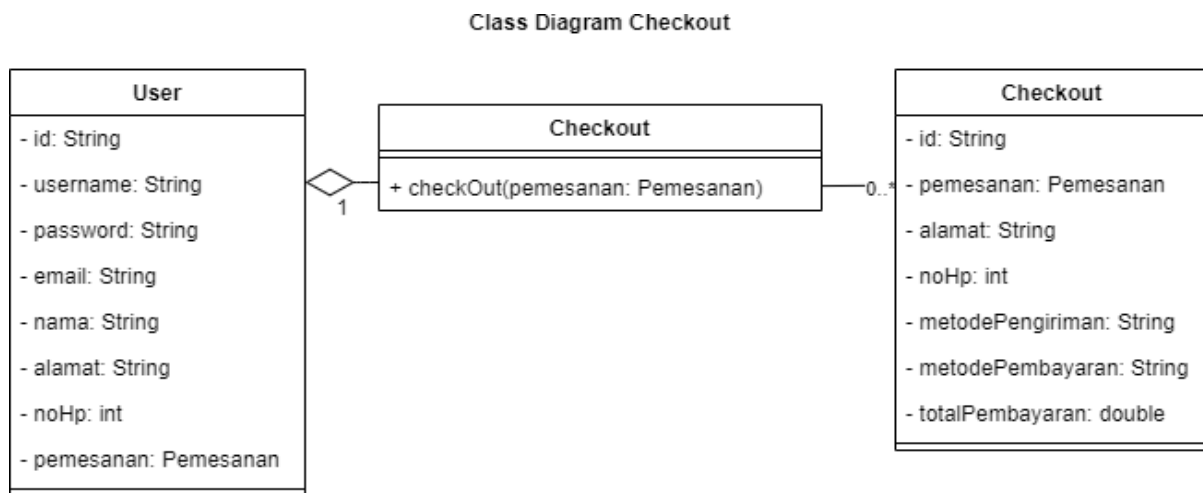 Class Diagram Checkout
User
- id: String
- username: String
- password: String
- email: String
- nama: String
- alamat: String
- noHp: int
- pemesanan: Pemesanan
1
Checkout
+ checkOut(pemesanan: Pemesanan)
0..*
Checkout
- id: String
- pemesanan: Pemesanan
- alamat: String
- noHp: int
- metodePengiriman: String
- metodePembayaran: String
- totalPembayaran: double